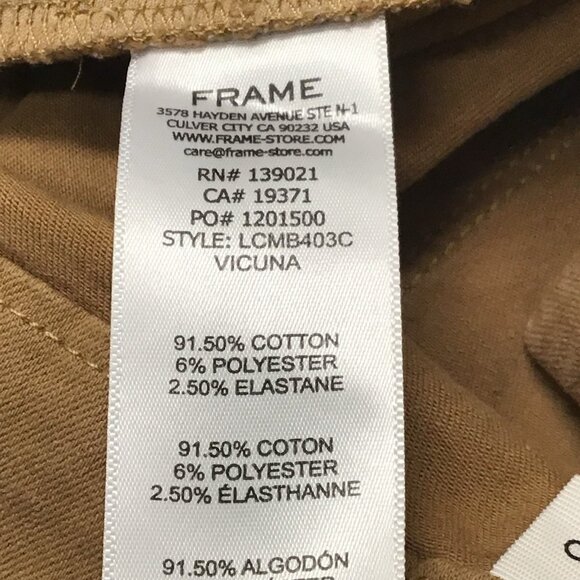 FRAME
3578 HAYDEN AVENUE STE N-1
CULVER CITY CA 90232 USA
WWW.FRAME-STORE.COM
care@frame-store.com
RN# 139021
CA# 19371
PO# 1201500
STYLE: LCMB403C
VICUNA
91.50% COTTON
6% POLYESTER
2.50% ELASTANE
91.50% COTON
6% POLYESTER
2.50% ÉLASTHANNE
91.50% ALGODÓN